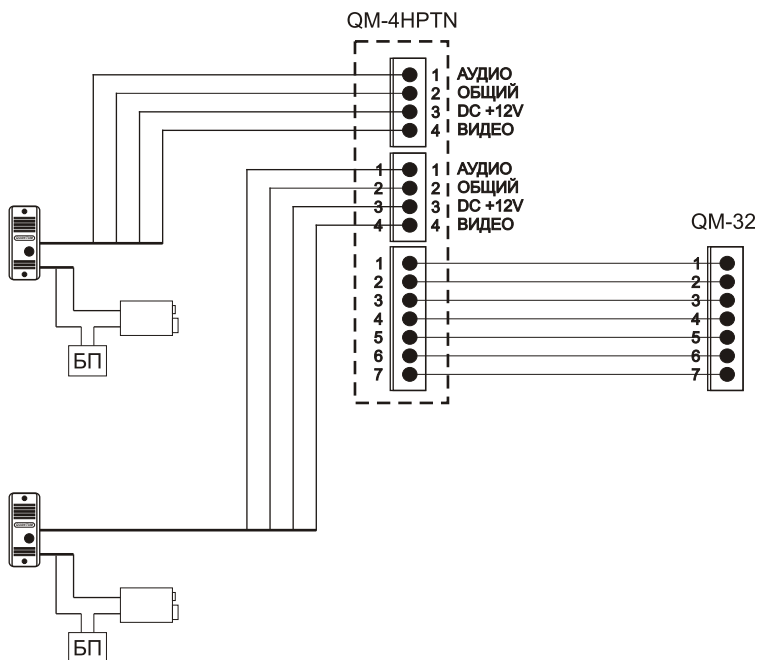 QM-4HPTN
1 АУДИО
2 ОБЩИЙ
3 DC +12V
4 ВИДЕО
1 1 АУДИО
2 2 ОБЩИЙ
3 3 DC +12V
4 4 ВИДЕО
QM-32
1 1
2 2
3 3
4 4
5 5
6 6
7 7
БП
БП